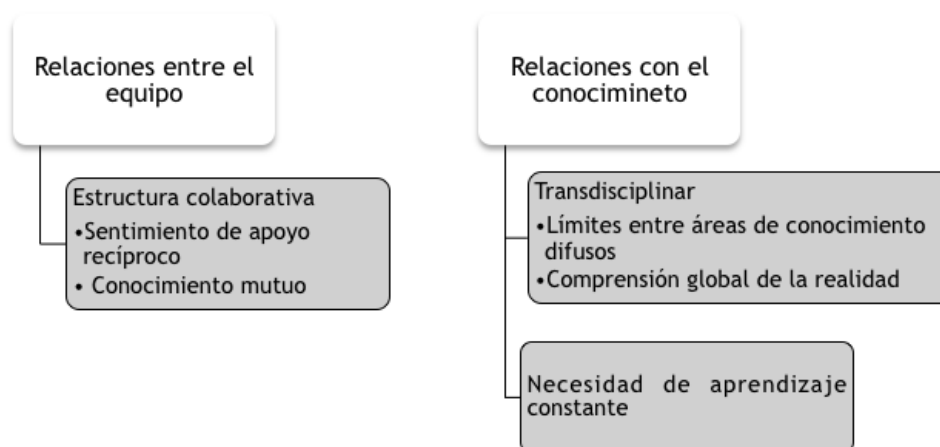 Relaciones entre el
equipo
Estructura colaborativa
•Sentimiento de apoyo
recíproco
• Conocimiento mutuo
Relaciones con el
conocimineto
Transdisciplinar
•Límites entre áreas de conocimiento
difusos
•Comprensión global de la realidad
Necesidad de aprendizaje
constante